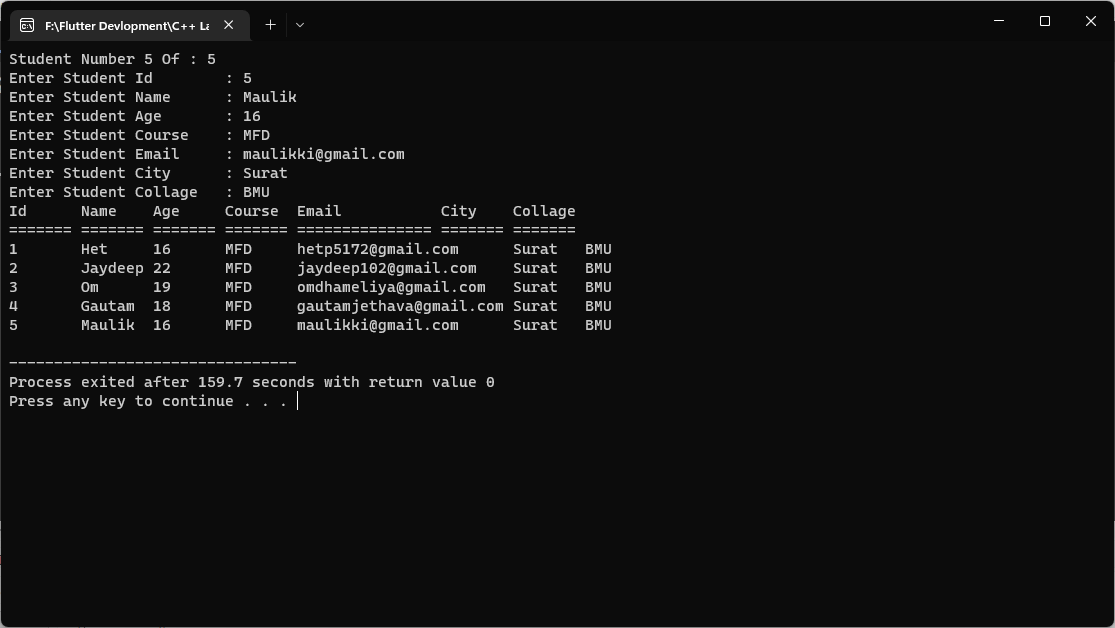 F:\Flutter Devlopment\C++ La
Student Number 5 Of : 5
Enter Student Id        : 5
Enter Student Name      : Maulik
Enter Student Age       : 16
Enter Student Course    : MFD
Enter Student Email     : maulikki@gmail.com
Enter Student City      : Surat
Enter Student Collage   : BMU
Id      Name    Age     Course  Email           City    Collage
======= ======= ======= ======= =============== ======= =======
1       Het     16      MFD     hetp5172@gmail.com      Surat   BMU
2       Jaydeep 22      MFD     jaydeep102@gmail.com    Surat   BMU
3       Om      19      MFD     omdhameliya@gmail.com   Surat   BMU
4       Gautam  18      MFD     gautamjethava@gmail.com Surat   BMU
5       Maulik  16      MFD     maulikki@gmail.com      Surat   BMU
--------------------------------
Process exited after 159.7 seconds with return value 0
Press any key to continue . . .